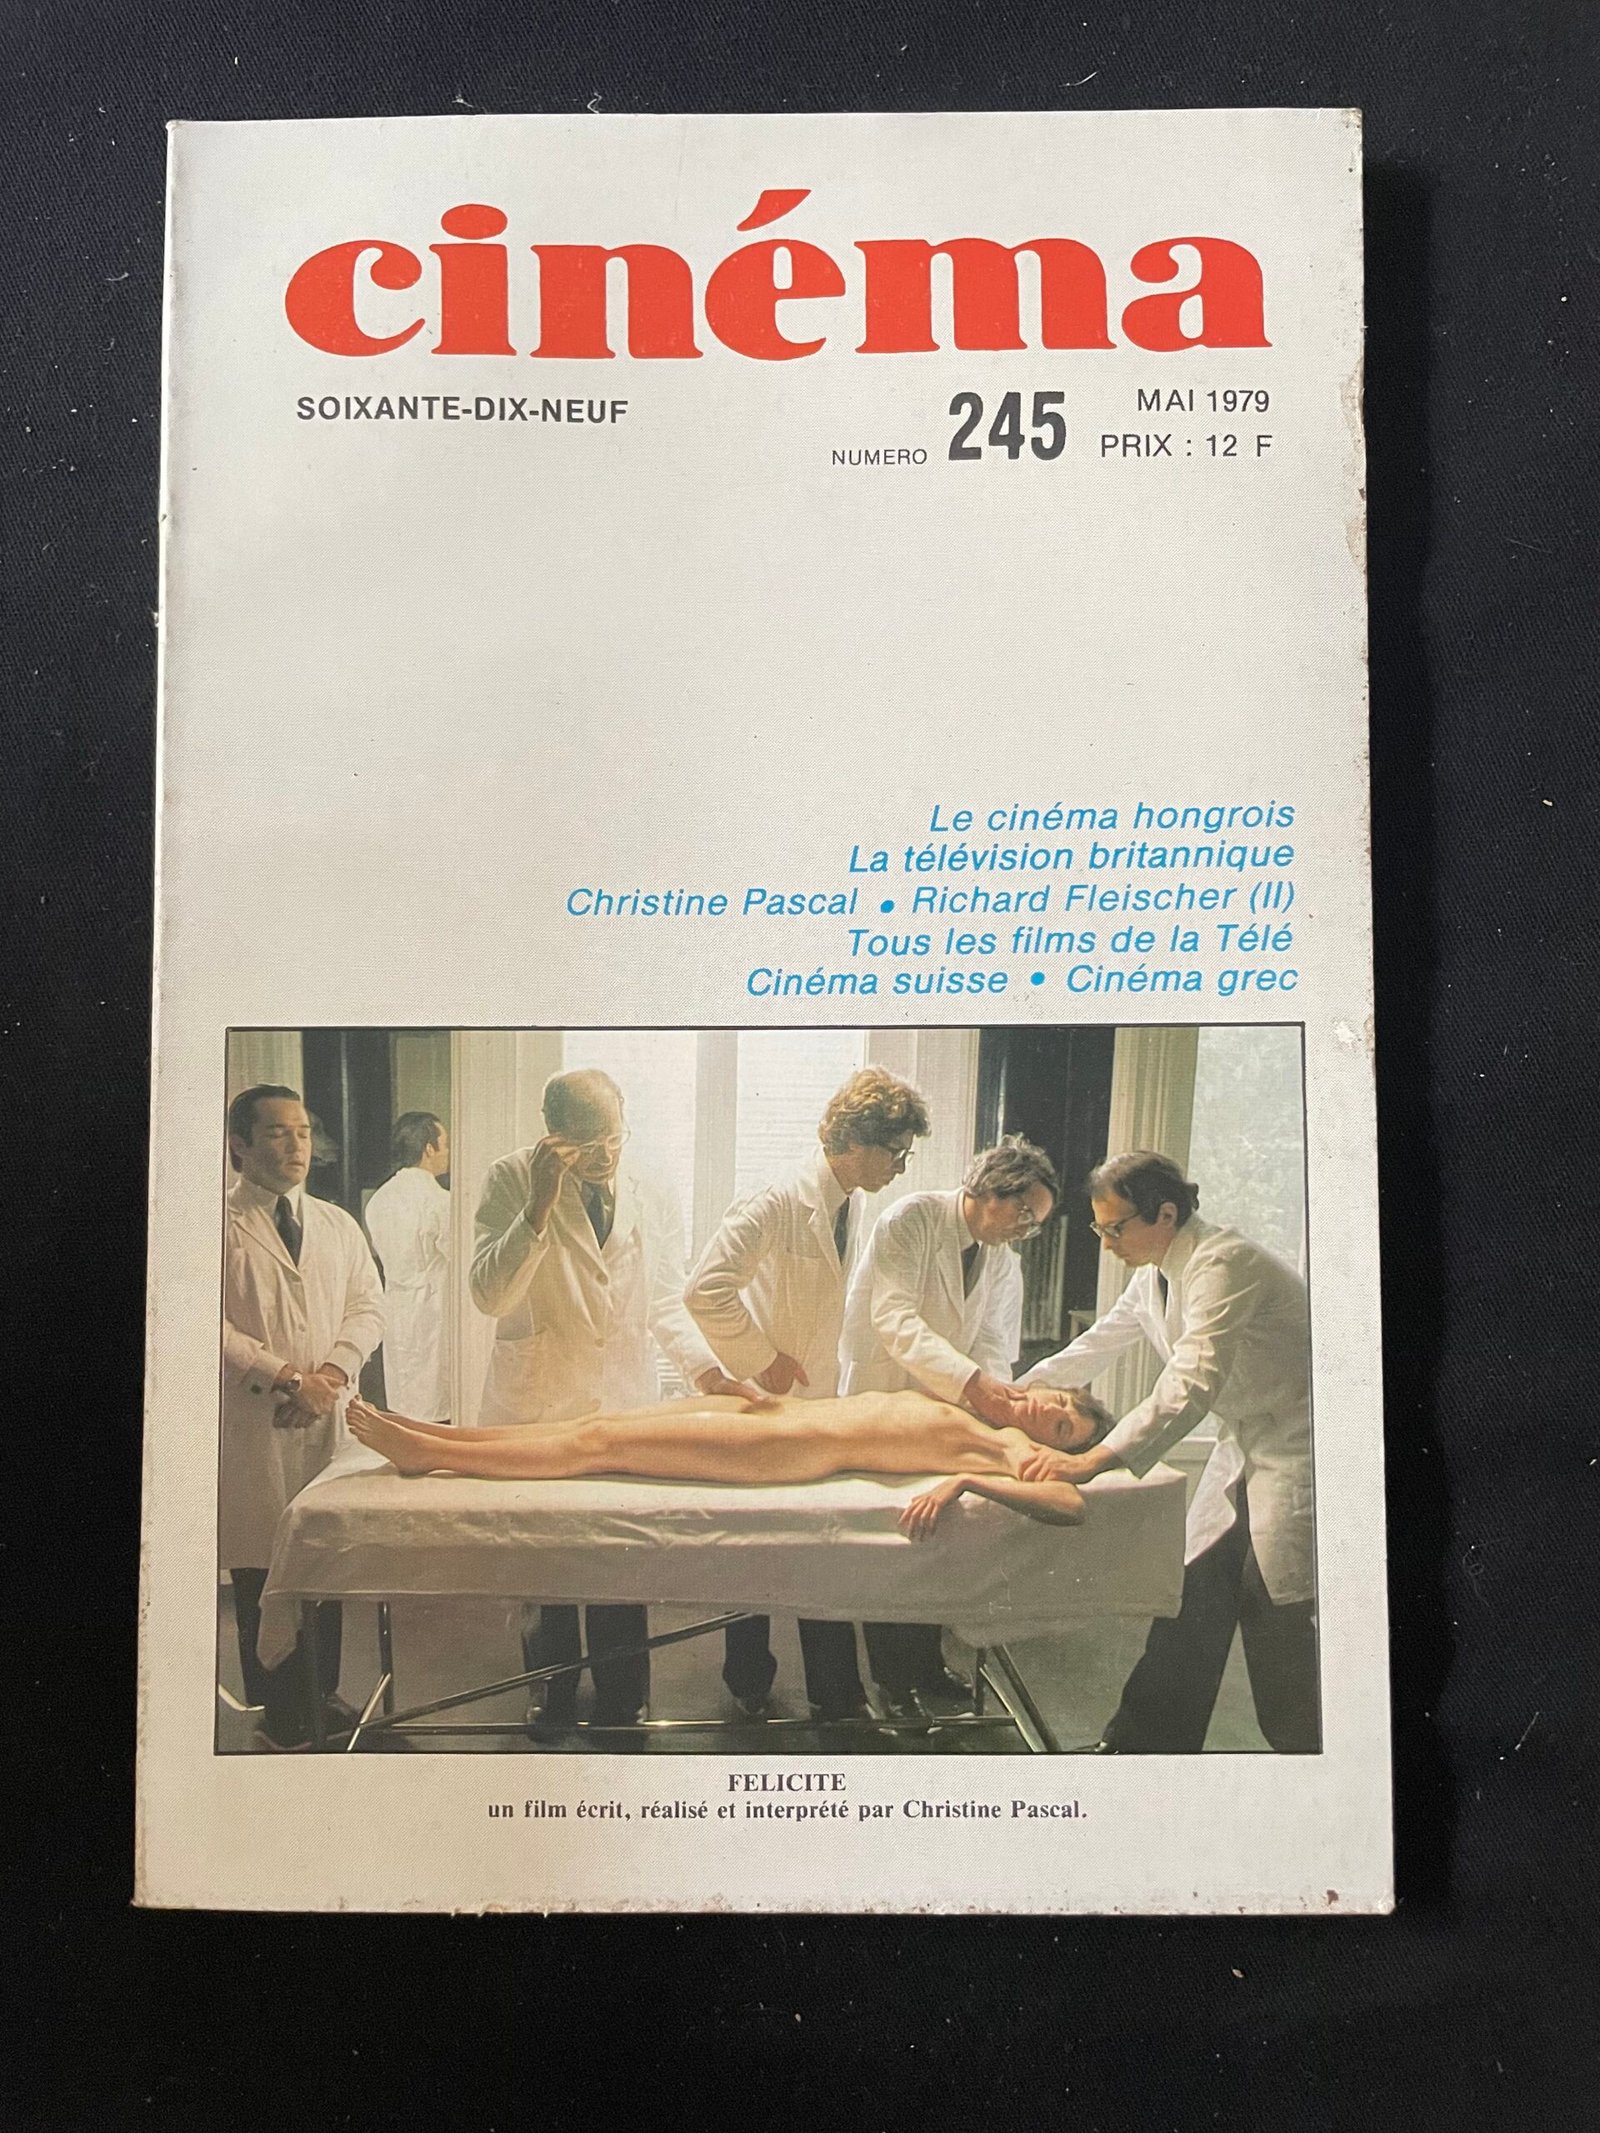 cinéma
SOIXANTE-DIX-NEUF
NUMERO 245
MAI 1979
PRIX : 12 F
Le cinéma hongrois
La télévision britannique
Christine Pascal • Richard Fleischer (II)
Tous les films de la Télé
Cinéma suisse • Cinéma grec
FELICITE
un film écrit, réalisé et interprété par Christine Pascal.